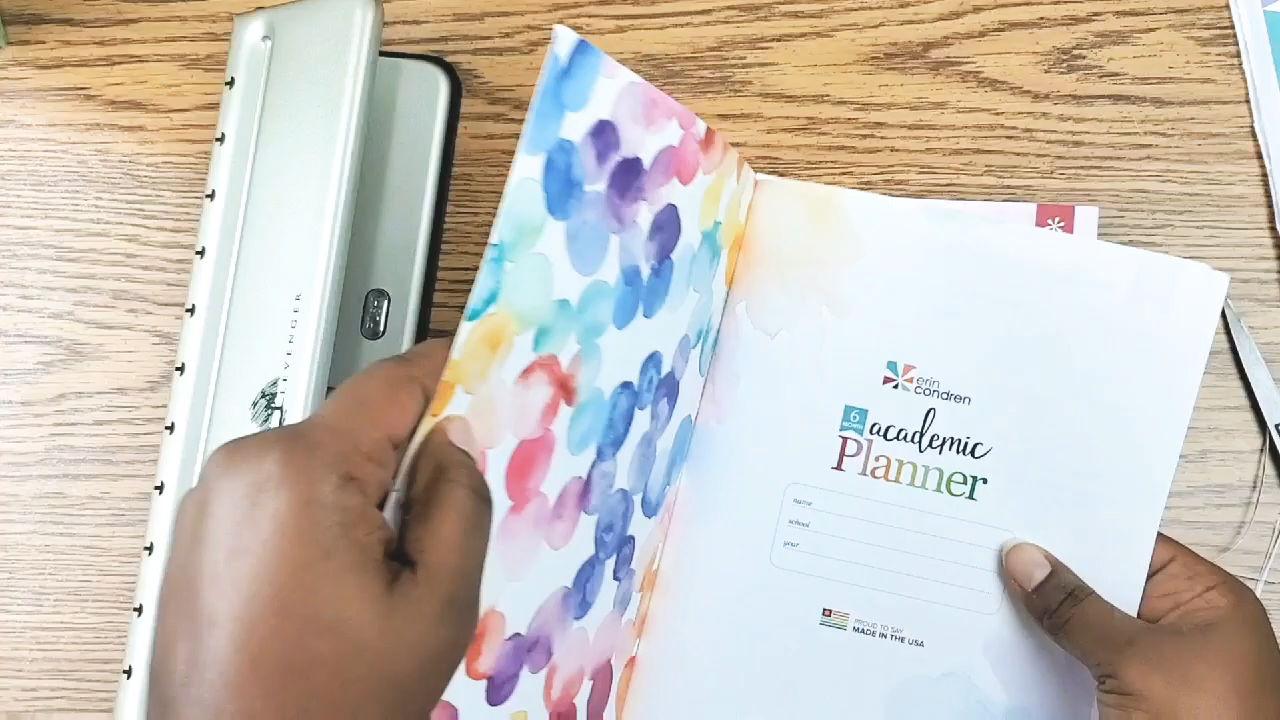 erin
condren
6
MONTH
academic
Planner
name
school
year
PROUD TO SAY
MADE IN THE USA